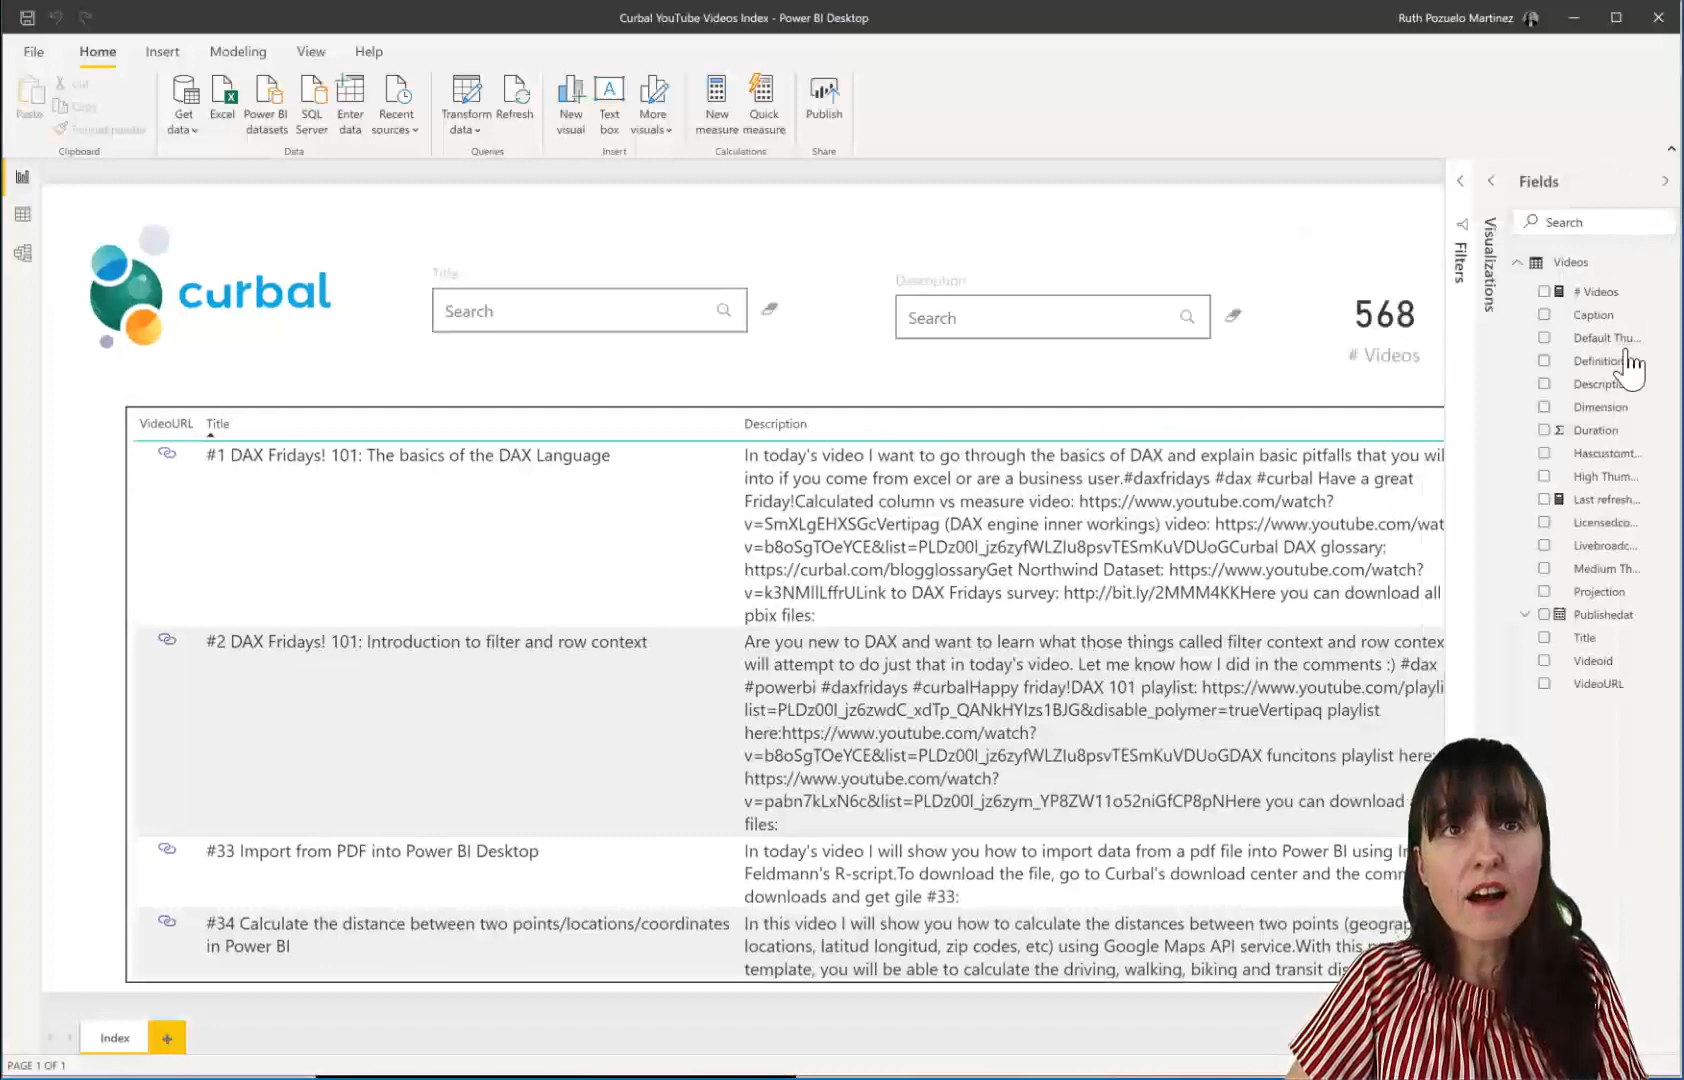 Curbal YouTube Videos Index - Power BI Desktop
Ruth Pozuelo Martinez
File Home Insert Modeling View Help
Paste
Cut
Copy
Format painter
Clipboard
Get data
Excel
Power BI datasets
SQL Server
Enter data
Recent sources
Data
Transform data
Refresh
Queries
New visual
Text box
More visuals
Insert
New measure
Quick measure
Calculations
Publish
Share
curbal
Title
Search
Description
Search
568
# Videos
VideoURL Title Description
#1 DAX Fridays! 101: The basics of the DAX Language
In today's video I want to go through the basics of DAX and explain basic pitfalls that you wil
into if you come from excel or are a business user.#daxfridays #dax #curbal Have a great
Friday!Calculated column vs measure video: https://www.youtube.com/watch?
v=SmXLgEHXSGcVertipag (DAX engine inner workings) video: https://www.youtube.com/wat
v=b8oSgTOeYCE&list=PLDz00l_jz6zyfWLZIu8psvTESmKuVDUoGCurbal DAX glossary:
https://curbal.com/blogglossaryGet Northwind Dataset: https://www.youtube.com/watch?
v=k3NMllLffrULink to DAX Fridays survey: http://bit.ly/2MMM4KKHere you can download all
pbix files:
#2 DAX Fridays! 101: Introduction to filter and row context
Are you new to DAX and want to learn what those things called filter context and row contex
will attempt to do just that in today's video. Let me know how I did in the comments :) #dax
#powerbi #daxfridays #curbalHappy friday!DAX 101 playlist: https://www.youtube.com/playli
list=PLDz00l_jz6zwdC_xdTp_QANkHYIzs1BJG&disable_polymer=trueVertipaq playlist
here:https://www.youtube.com/watch?
v=b8oSgTOeYCE&list=PLDz00l_jz6zyfWLZIu8psvTESmKuVDUoGDAX funcitons playlist here:
https://www.youtube.com/watch?
v=pabn7kLxN6c&list=PLDz00l_jz6zym_YP8ZW11o52niGfCP8pNHere you can download
files:
#33 Import from PDF into Power BI Desktop
In today's video I will show you how to import data from a pdf file into Power BI using
Feldmann's R-script.To download the file, go to Curbal's download center and the comm
downloads and get gile #33:
#34 Calculate the distance between two points/locations/coordinates
in Power BI
In this video I will show you how to calculate the distances between two points (geograp
locations, latitud longitud, zip codes, etc) using Google Maps API service.With this
template, you will be able to calculate the driving, walking, biking and transit dis
Filters
Visualizations
Fields
Search
Videos
# Videos
Caption
Default Thu...
Definition
Descripti
Dimension
Duration
Hascustomt...
High Thum...
Last refresh...
Licensedco...
Livebroadc...
Medium Th...
Projection
Publishedat
Title
Videoid
VideoURL
Index
PAGE 1 OF 1